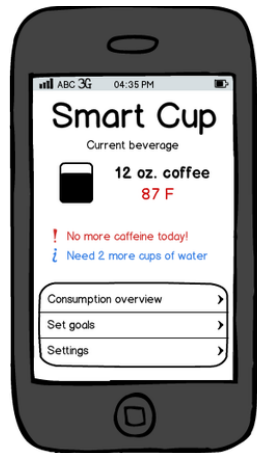 ABC 3G 04:35 PM
Smart Cup
Current beverage
12 oz. coffee
87 F
! No more caffeine today!
i Need 2 more cups of water
Consumption overview
Set goals
Settings